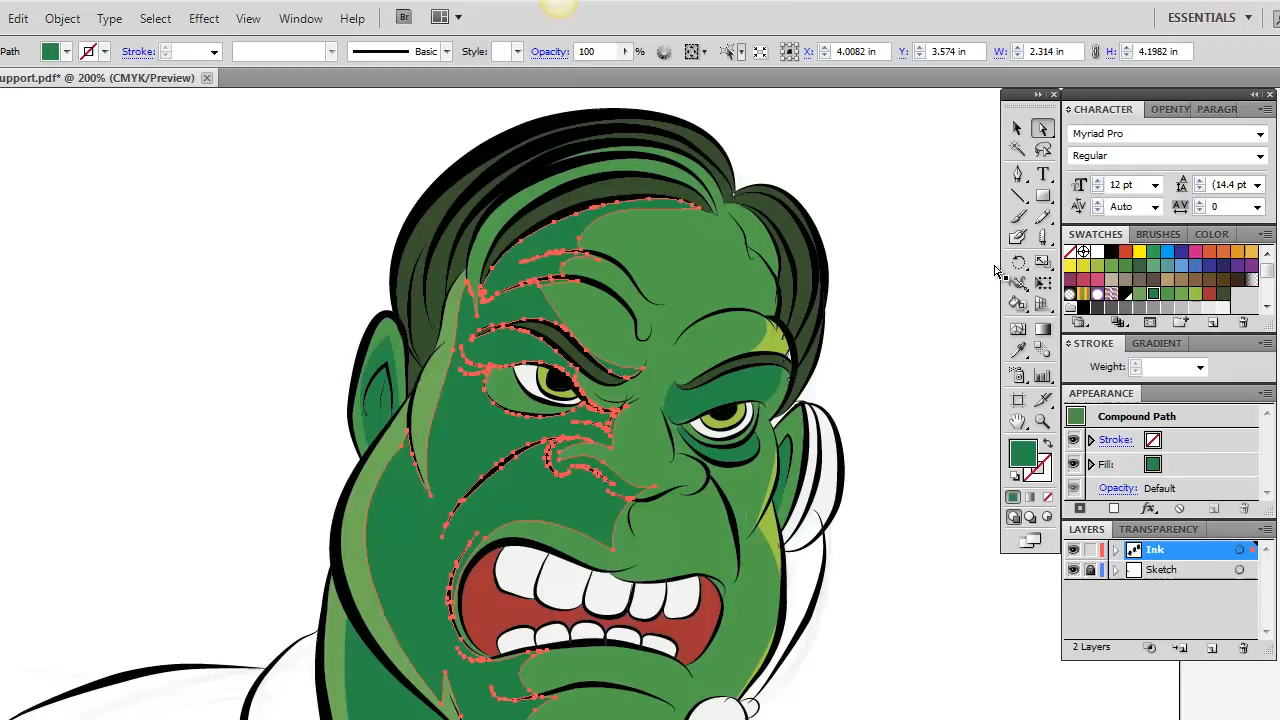 Edit Object Type Select Effect View Window Help Br ESSENTIALS
Path Stroke: Basic Style: Opacity: 100 % X: 4.0082 in Y: 3.574 in W: 2.314 in H: 4.1982 in
upport.pdf* @ 200% (CMYK/Preview)
CHARACTER OPENTY PARAGR
Myriad Pro
Regular
12 pt (14.4 pt
Auto 0
SWATCHES BRUSHES COLOR
STROKE GRADIENT
Weight:
APPEARANCE
Compound Path
Stroke:
Fill:
Opacity: Default
fx
LAYERS TRANSPARENCY
Ink
Sketch
2 Layers